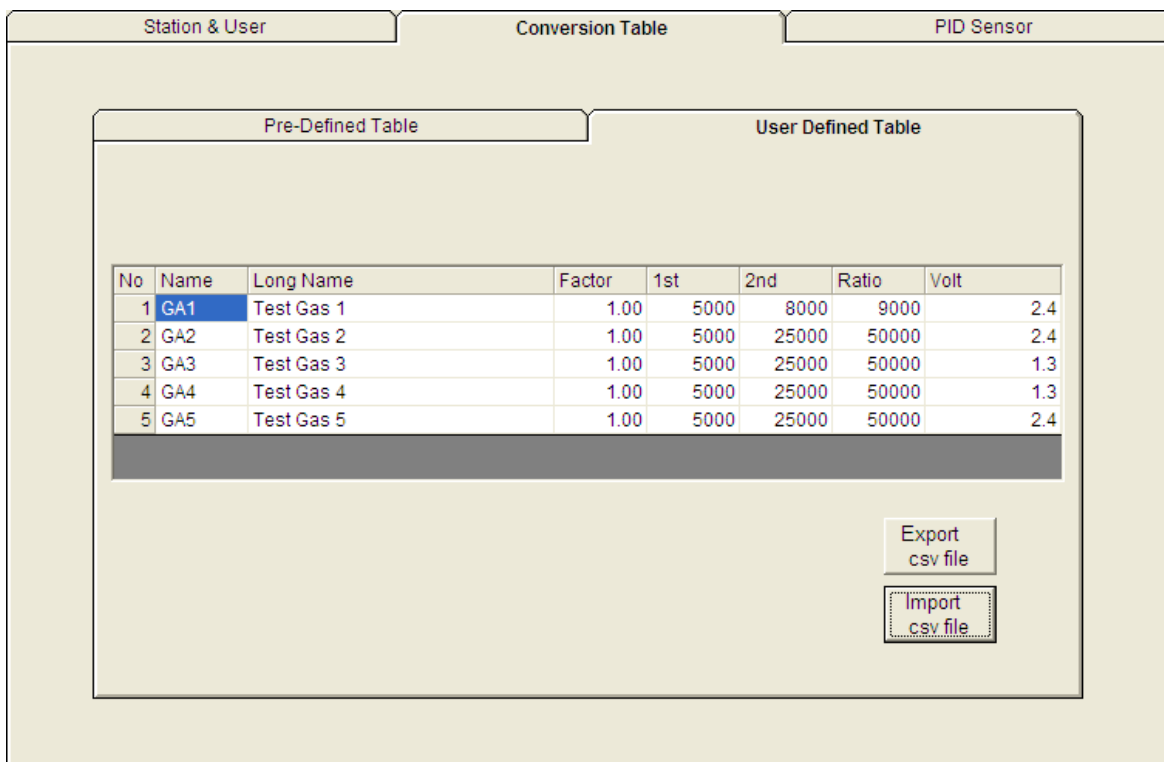 Station & User Conversion Table PID Sensor
Pre-Defined Table User Defined Table
No Name Long Name Factor 1st 2nd Ratio Volt
1 GA1 Test Gas 1 1.00 5000 8000 9000 2.4
2 GA2 Test Gas 2 1.00 5000 25000 50000 2.4
3 GA3 Test Gas 3 1.00 5000 25000 50000 1.3
4 GA4 Test Gas 4 1.00 5000 25000 50000 1.3
5 GA5 Test Gas 5 1.00 5000 25000 50000 2.4
Export
csv file
Import
csv file